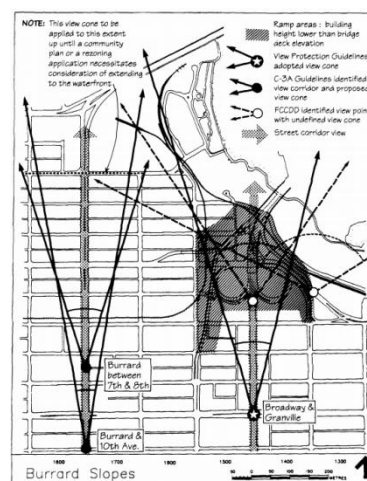 NOTE: This view cone to be
applied to this extent
up until a community
plan or a rezoning
application necessitates
consideration of extending
to the waterfront.
Ramp areas: building
height lower than bridge
deck elevation
View Protection Guidelines
adopted view cone
C-3A Guidelines identified
view corridor and proposed
view cone
FCCDD identified view point
with undefined view cone
Street corridor view
Burrard
between
7th & 8th
Broadway &
Granville
Burrard &
10th Ave.
1800
1600
1500
1400
1300
Burrard Slopes
METRES
1